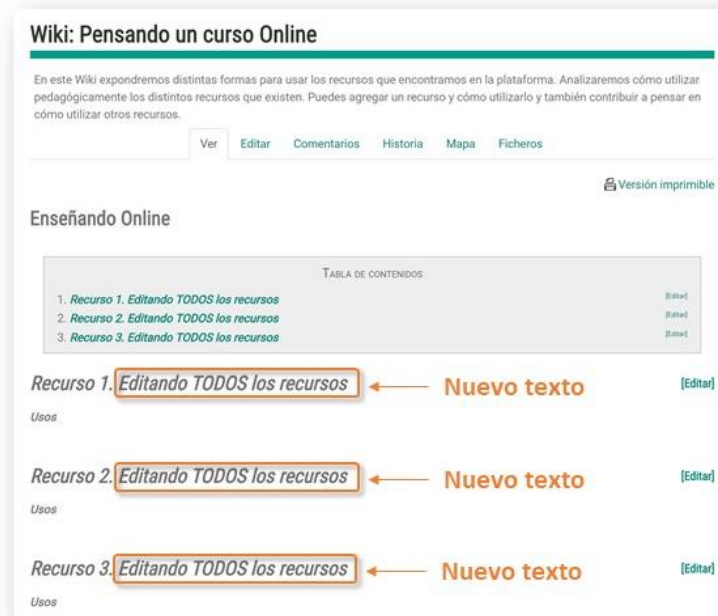 Wiki: Pensando un curso Online
En este Wiki expondremos distintas formas para usar los recursos que encontramos en la plataforma. Analizaremos cómo utilizar
pedagógicamente los distintos recursos que existen. Puedes agregar un recurso y cómo utilizarlo y también contribuir a pensar en
cómo utilizar otros recursos.
Ver Editar Comentarios Historia Mapa Ficheros
Versión imprimible
Enseñando Online
TABLA DE CONTENIDOS
1. Recurso 1. Editando TODOS los recursos [Editar]
2. Recurso 2. Editando TODOS los recursos [Editar]
3. Recurso 3. Editando TODOS los recursos [Editar]
Recurso 1. Editando TODOS los recursos Nuevo texto [Editar]
Usos
Recurso 2. Editando TODOS los recursos Nuevo texto [Editar]
Usos
Recurso 3. Editando TODOS los recursos Nuevo texto [Editar]
Usos